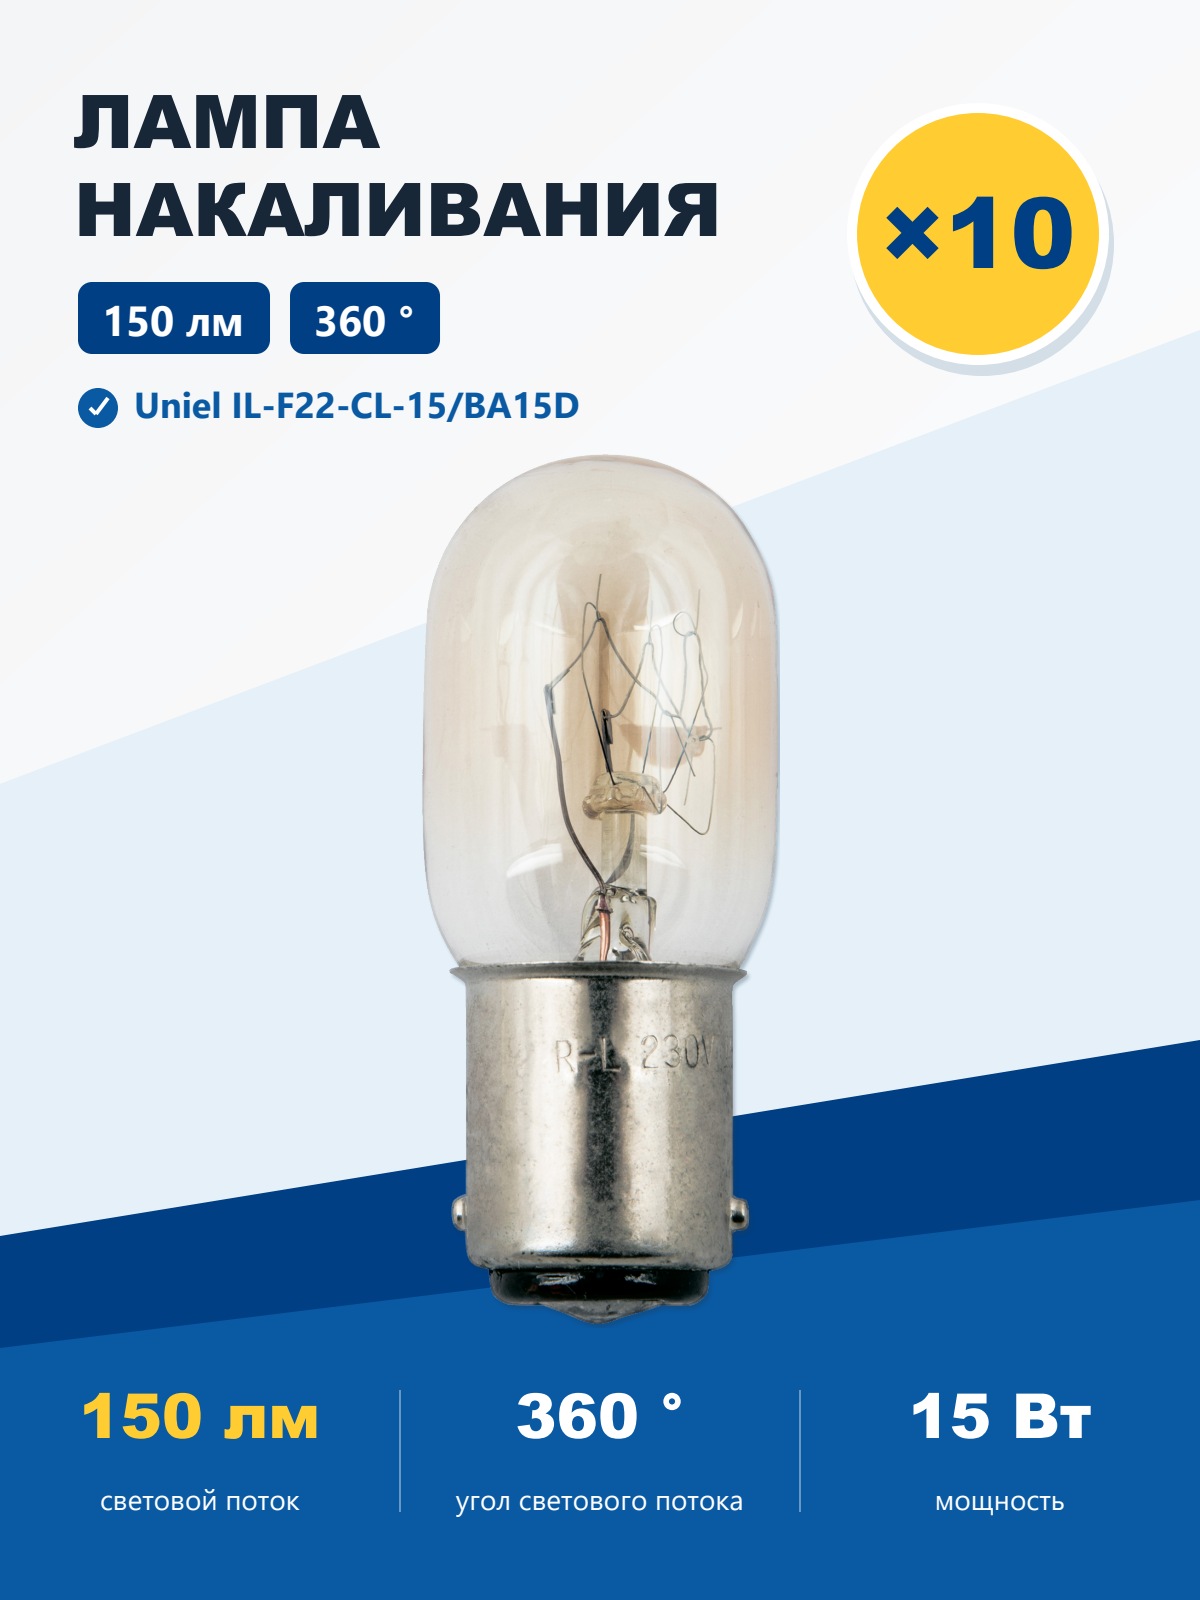 ЛАМПА
НАКАЛИВАНИЯ
×10
150 лм
360 °
Uniel IL-F22-CL-15/BA15D
R-L 230V
150 лм
360 °
15 Вт
световой поток
угол светового потока
мощность